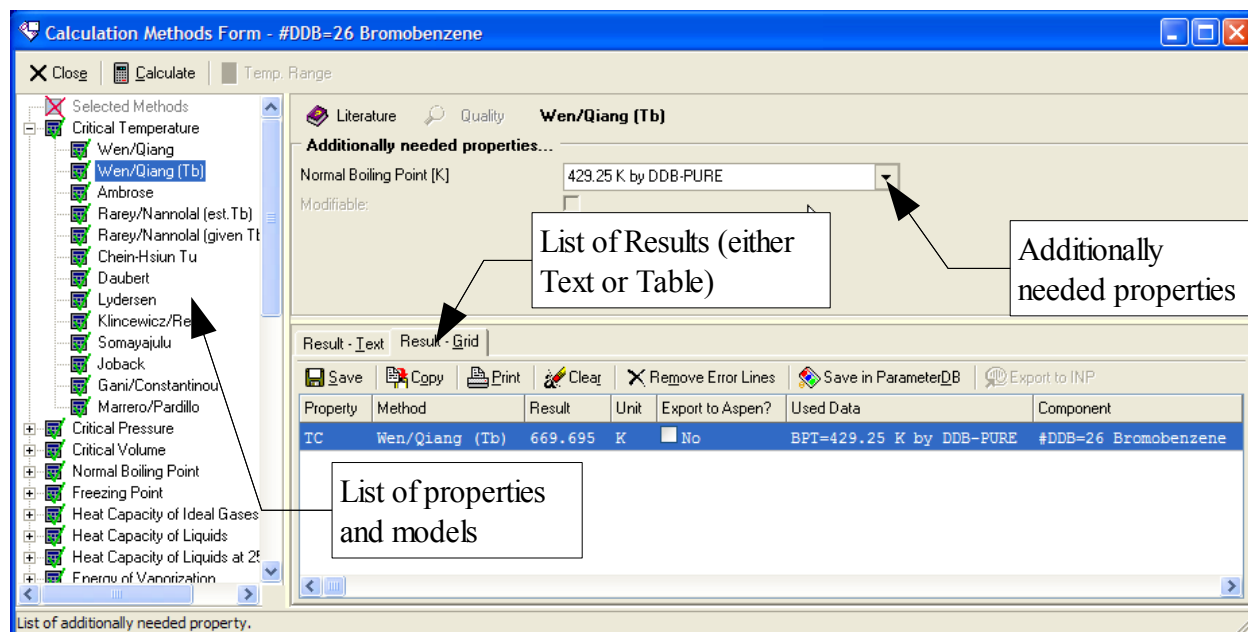 Calculation Methods Form - #DDB=26 Bromobenzene
Close Calculate Temp. Range
Selected Methods
Critical Temperature
Wen/Qiang
Wen/Qiang (Tb)
Ambrose
Rarey/Nannolal (est.Tb)
Rarey/Nannolal (given Tb
Chein-Hsiun Tu
Daubert
Lydersen
Klincewicz/Re
Somayajulu
Joback
Gani/Constantinou
Marrero/Pardillo
Critical Pressure
Critical Volume
Normal Boiling Point
Freezing Point
Heat Capacity of Ideal Gases
Heat Capacity of Liquids
Heat Capacity of Liquids at 25
Energy of Vaporization
Literature Quality Wen/Qiang (Tb)
Additionally needed properties...
Normal Boiling Point [K] 429.25 K by DDB-PURE
Modifiable:
List of Results (either
Text or Table)
Additionally
needed properties
Result - Text Result - Grid
Save Copy Print Clear Remove Error Lines Save in ParameterDB Export to INP
Property Method Result Unit Export to Aspen? Used Data Component
TC Wen/Qiang (Tb) 669.695 K No BPT=429.25 K by DDB-PURE #DDB=26 Bromobenzene
List of properties
and models
List of additionally needed property.